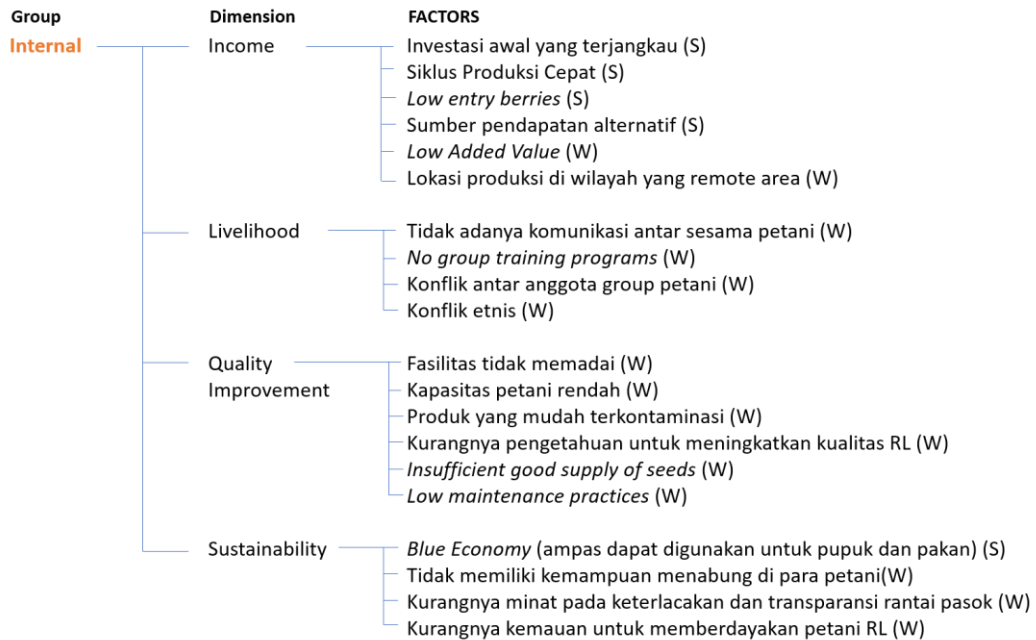 Group Dimension FACTORS
Internal Income Investasi awal yang terjangkau (S)
Siklus Produksi Cepat (S)
Low entry berries (S)
Sumber pendapatan alternatif (S)
Low Added Value (W)
Lokasi produksi di wilayah yang remote area (W)
Livelihood Tidak adanya komunikasi antar sesama petani (W)
No group training programs (W)
Konflik antar anggota group petani (W)
Konflik etnis (W)
Quality Fasilitas tidak memadai (W)
Improvement Kapasitas petani rendah (W)
Produk yang mudah terkontaminasi (W)
Kurangnya pengetahuan untuk meningkatkan kualitas RL (W)
Insufficient good supply of seeds (W)
Low maintenance practices (W)
Sustainability Blue Economy (ampas dapat digunakan untuk pupuk dan pakan) (S)
Tidak memiliki kemampuan menabung di para petani(W)
Kurangnya minat pada keterlacakan dan transparansi rantai pasok (W)
Kurangnya kemauan untuk memberdayakan petani RL (W)